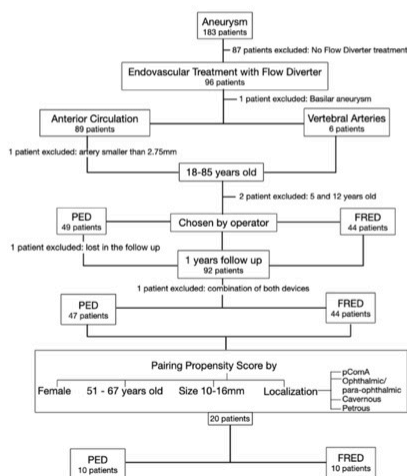 Aneurysm
183 patients
87 patients excluded: No Flow Diverter treatment
Endovascular Treatment with Flow Diverter
96 patients
1 patient excluded: Basilar aneurysm
Anterior Circulation
89 patients
Vertebral Arteries
6 patients
1 patient excluded: artery smaller than 2.75mm
18-85 years old
2 patient excluded: 5 and 12 years old
PED
49 patients
Chosen by operator
FRED
44 patients
1 patient excluded: lost in the follow up
1 years follow up
92 patients
1 patient excluded: combination of both devices
PED
47 patients
FRED
44 patients
Pairing Propensity Score by
Female
51 - 67 years old
Size 10-16mm
Localization
pComA
Ophthalmic/
para-ophthalmic
Cavernous
Petrous
20 patients
PED
10 patients
FRED
10 patients